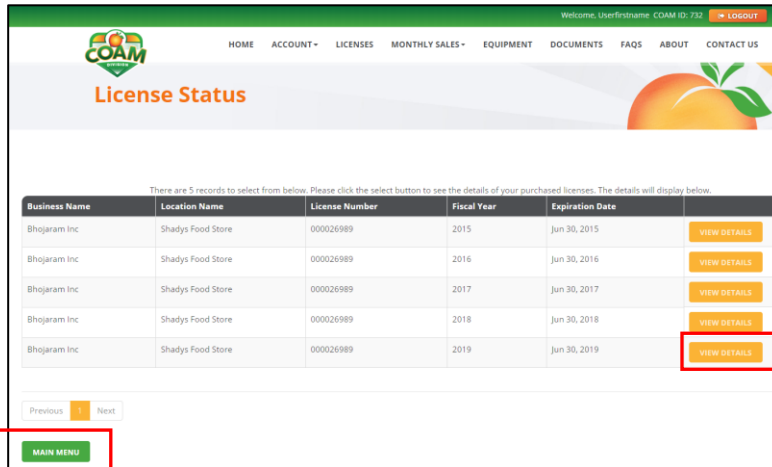 Welcome, Userfirstname COAM ID: 732 LOGOUT
COAM
DIVISION
HOME ACCOUNT LICENSES MONTHLY SALES EQUIPMENT DOCUMENTS FAQS ABOUT CONTACT US
License Status
There are 5 records to select from below. Please click the select button to see the details of your purchased licenses. The details will display below.
Business Name Location Name License Number Fiscal Year Expiration Date
Bhojaram Inc Shadys Food Store 000026989 2015 Jun 30, 2015 VIEW DETAILS
Bhojaram Inc Shadys Food Store 000026989 2016 Jun 30, 2016 VIEW DETAILS
Bhojaram Inc Shadys Food Store 000026989 2017 Jun 30, 2017 VIEW DETAILS
Bhojaram Inc Shadys Food Store 000026989 2018 Jun 30, 2018 VIEW DETAILS
Bhojaram Inc Shadys Food Store 000026989 2019 Jun 30, 2019 VIEW DETAILS
Previous 1 Next
MAIN MENU